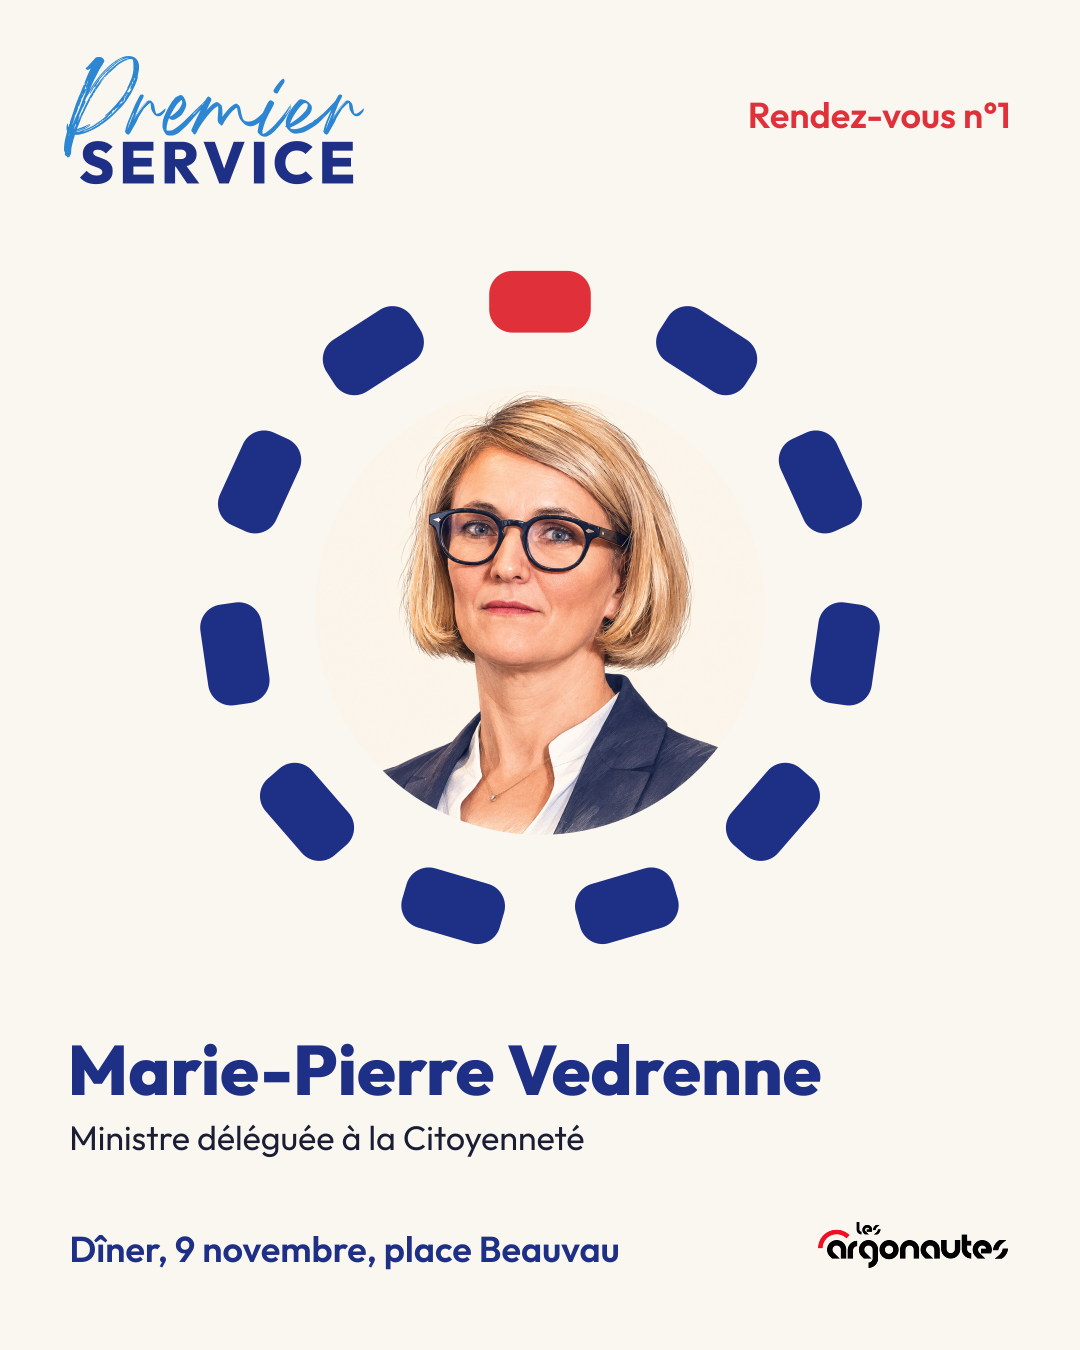 Premier
SERVICE
Rendez-vous n°1
Marie-Pierre Vedrenne
Ministre déléguée à la Citoyenneté
Dîner, 9 novembre, place Beauvau
les
argonautes